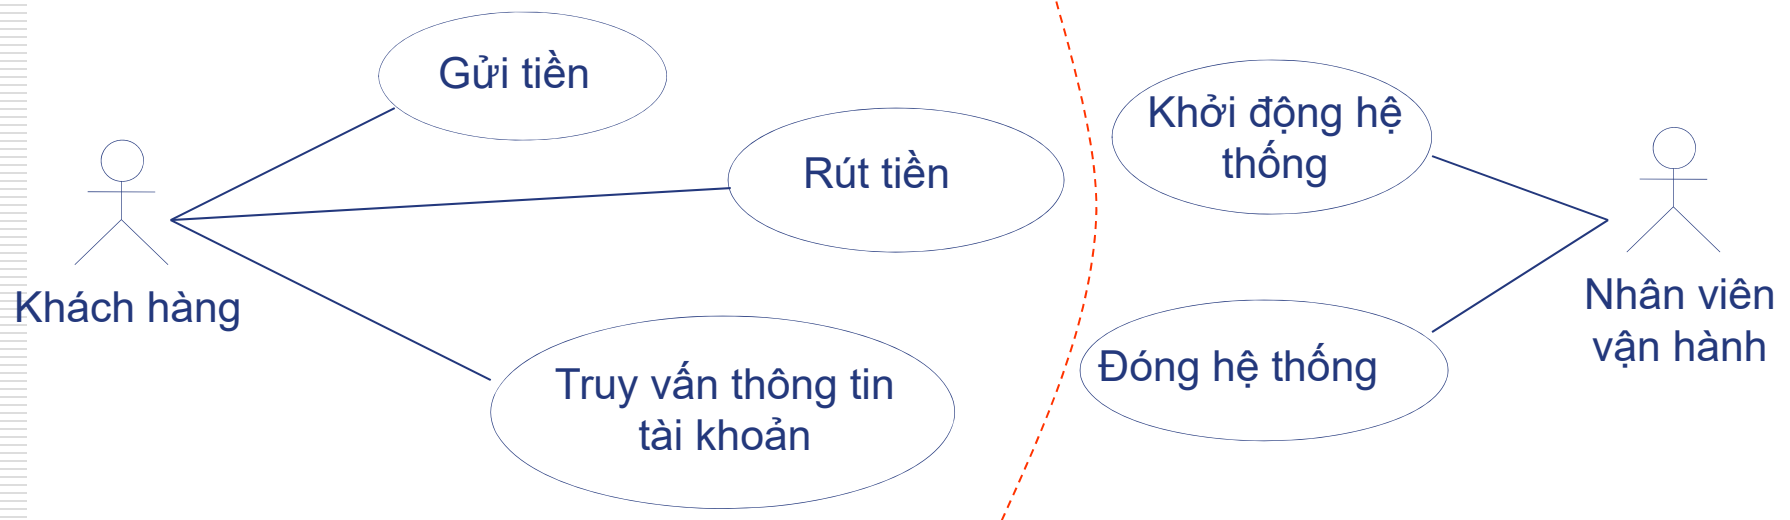 Gửi tiền
Rút tiền
Khách hàng
Truy vấn thông tin
tài khoản
Khởi động hệ
thống
Đóng hệ thống
Nhân viên
vận hành